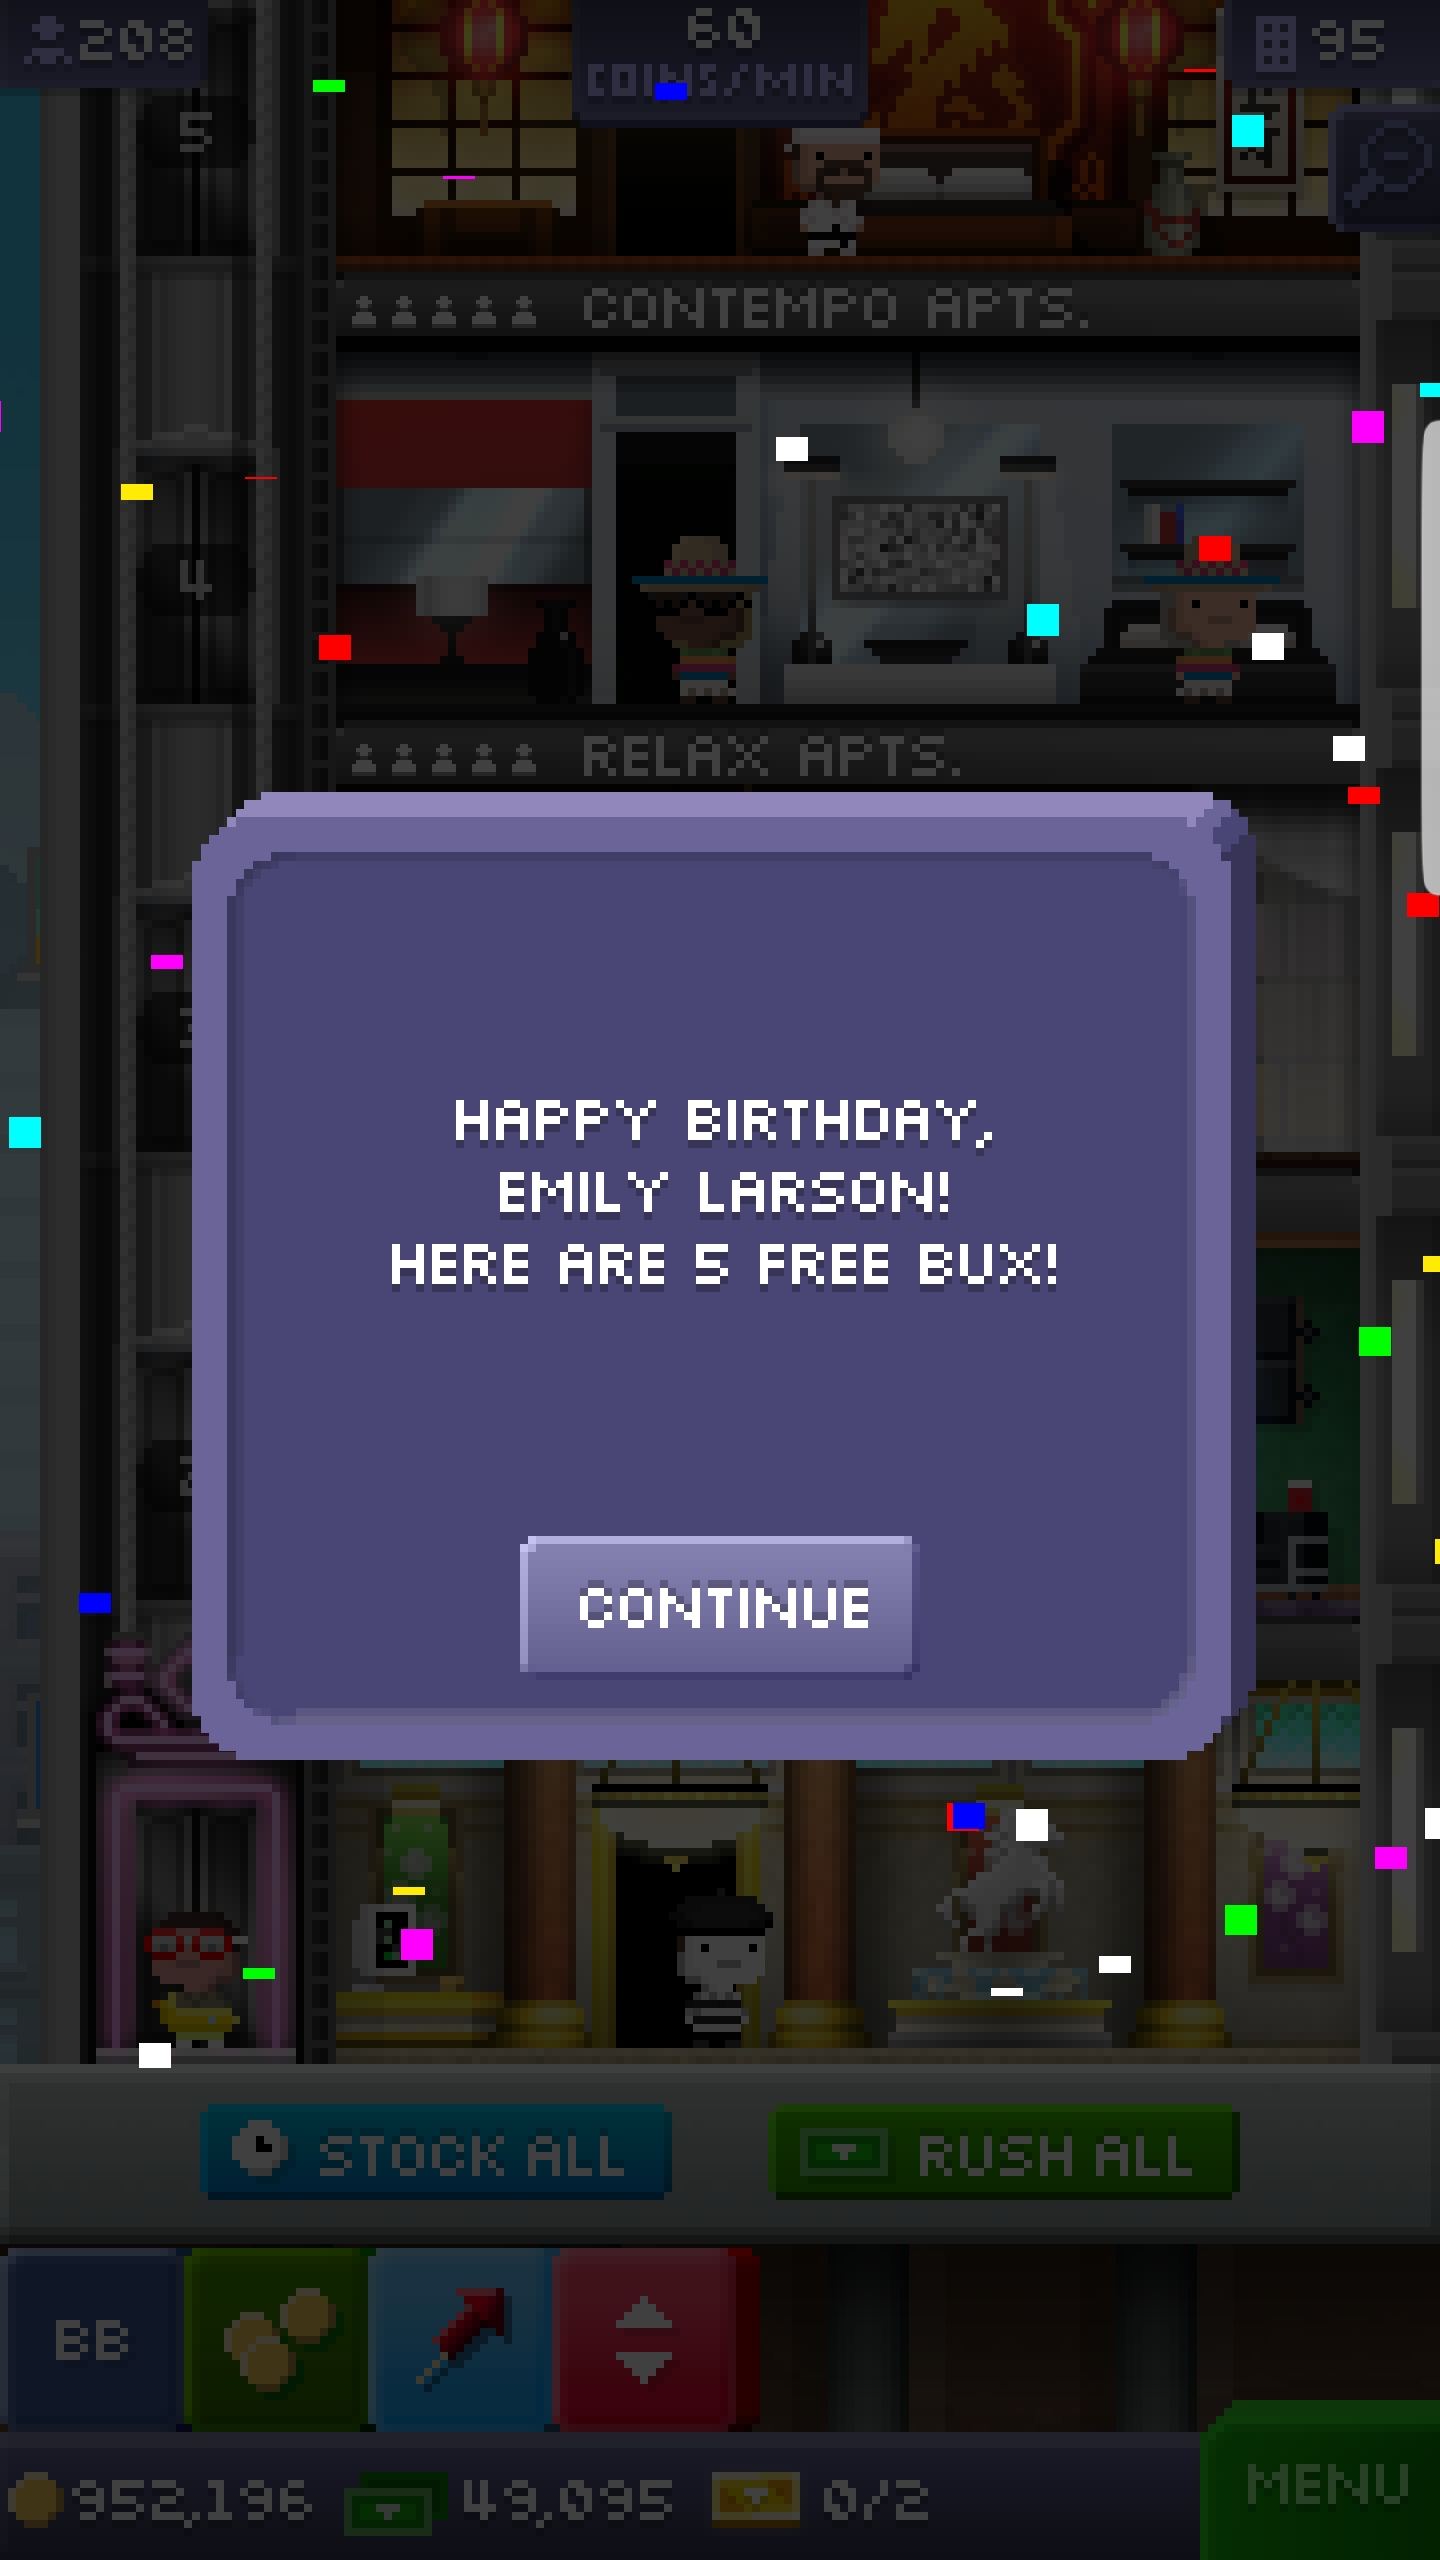 208
60
COINS/MIN
95
5
CONTEMPO APTS.
4
RELAX APTS.
HAPPY BIRTHDAY,
EMILY LARSON!
HERE ARE 5 FREE BUX!
CONTINUE
STOCK ALL
RUSH ALL
BB
952,196
49,095
0/2
MENU